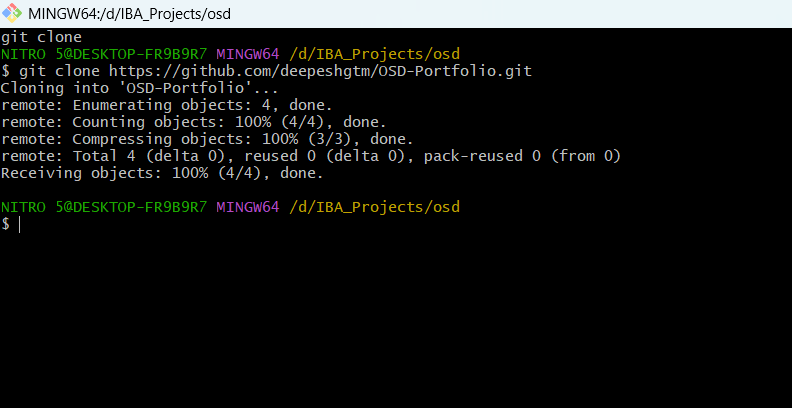 MINGW64:/d/IBA_Projects/osd
git clone
NITRO 5@DESKTOP-FR9B9R7 MINGW64 /d/IBA_Projects/osd
$ git clone https://github.com/deepeshgtm/OSD-Portfolio.git
Cloning into 'OSD-Portfolio'...
remote: Enumerating objects: 4, done.
remote: Counting objects: 100% (4/4), done.
remote: Compressing objects: 100% (3/3), done.
remote: Total 4 (delta 0), reused 0 (delta 0), pack-reused 0 (from 0)
Receiving objects: 100% (4/4), done.
NITRO 5@DESKTOP-FR9B9R7 MINGW64 /d/IBA_Projects/osd
$